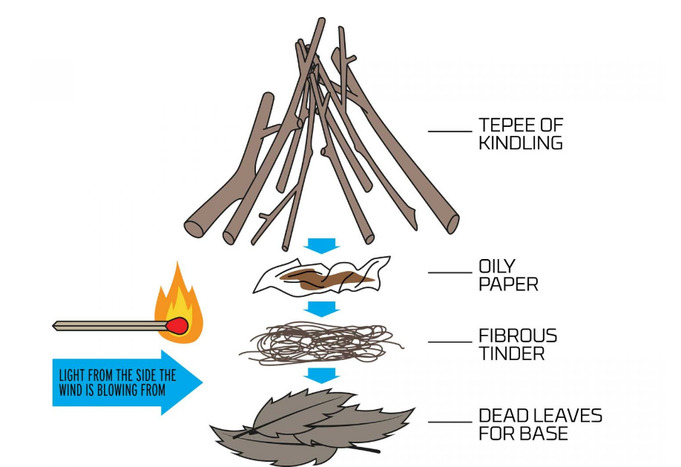 TEPEE OF
KINDLING
OILY
PAPER
FIBROUS
TINDER
LIGHT FROM THE SIDE THE
WIND IS BLOWING FROM
DEAD LEAVES
FOR BASE